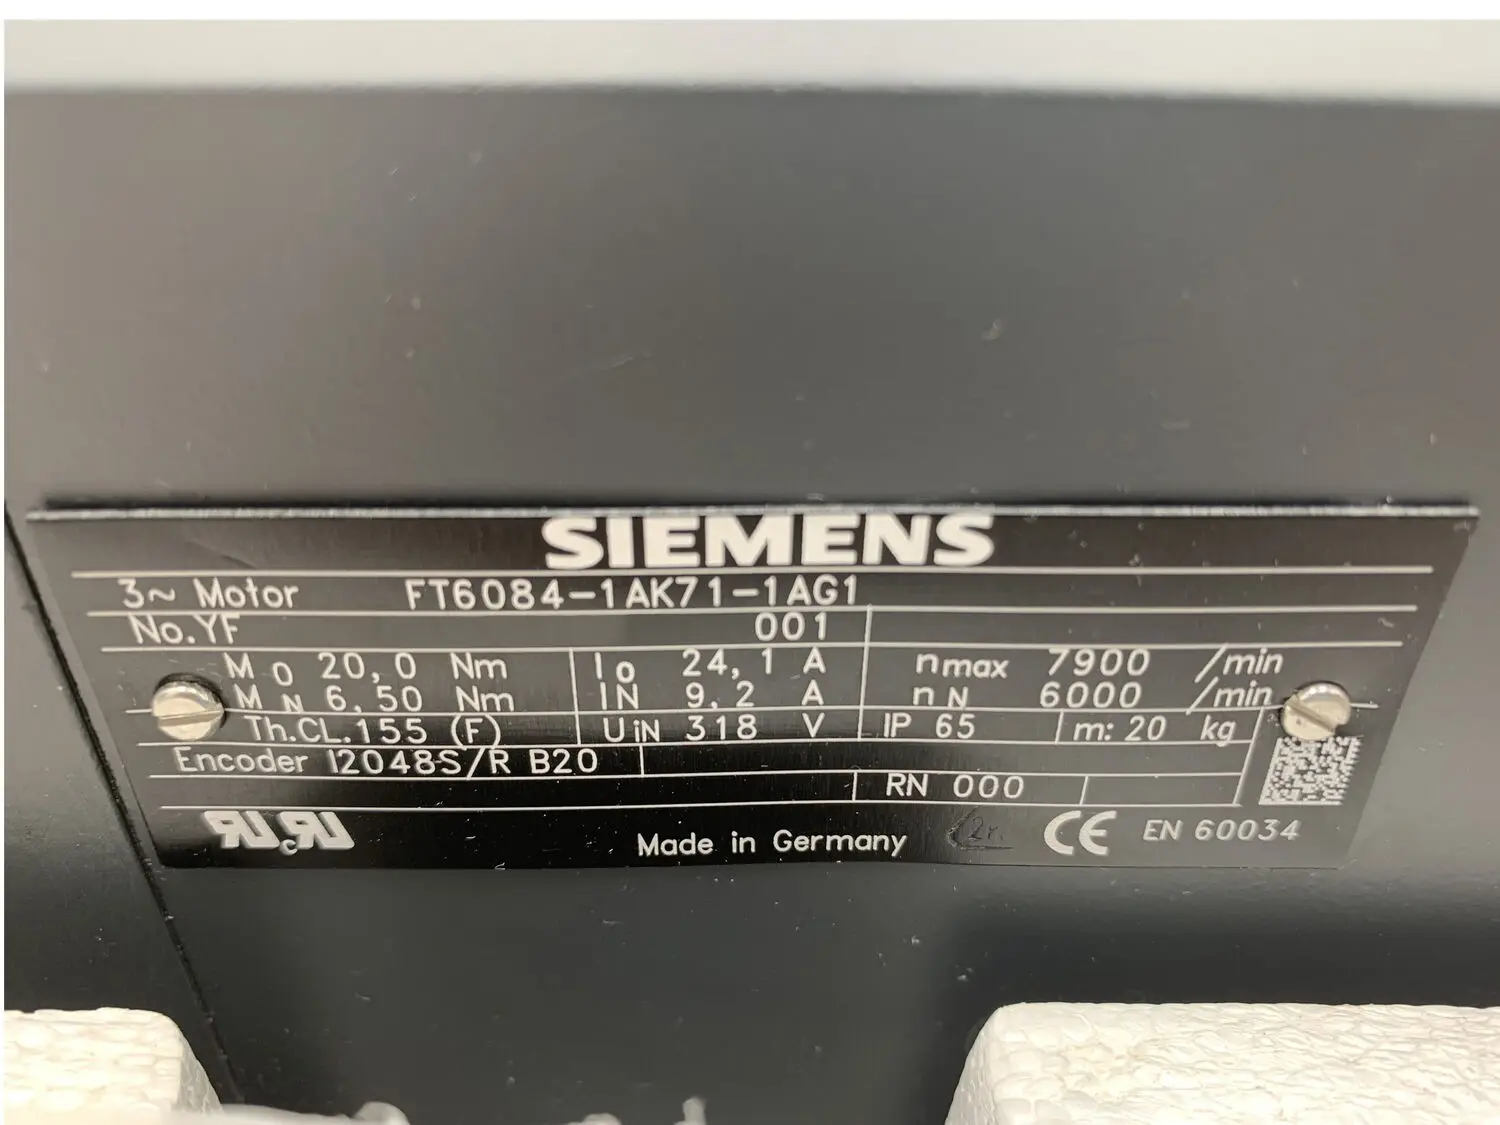 SIEMENS
3~ Motor FT6084-1AK71-1AG1
No.YF 001
M0 20,0 Nm I0 24,1 A nmax 7900 /min
MN 6,50 Nm IN 9,2 A nN 6000 /min
Th.CL.155 (F) UiN 318 V IP 65 m: 20 kg
Encoder I2048S/R B20
RN 000
Made in Germany CE EN 60034